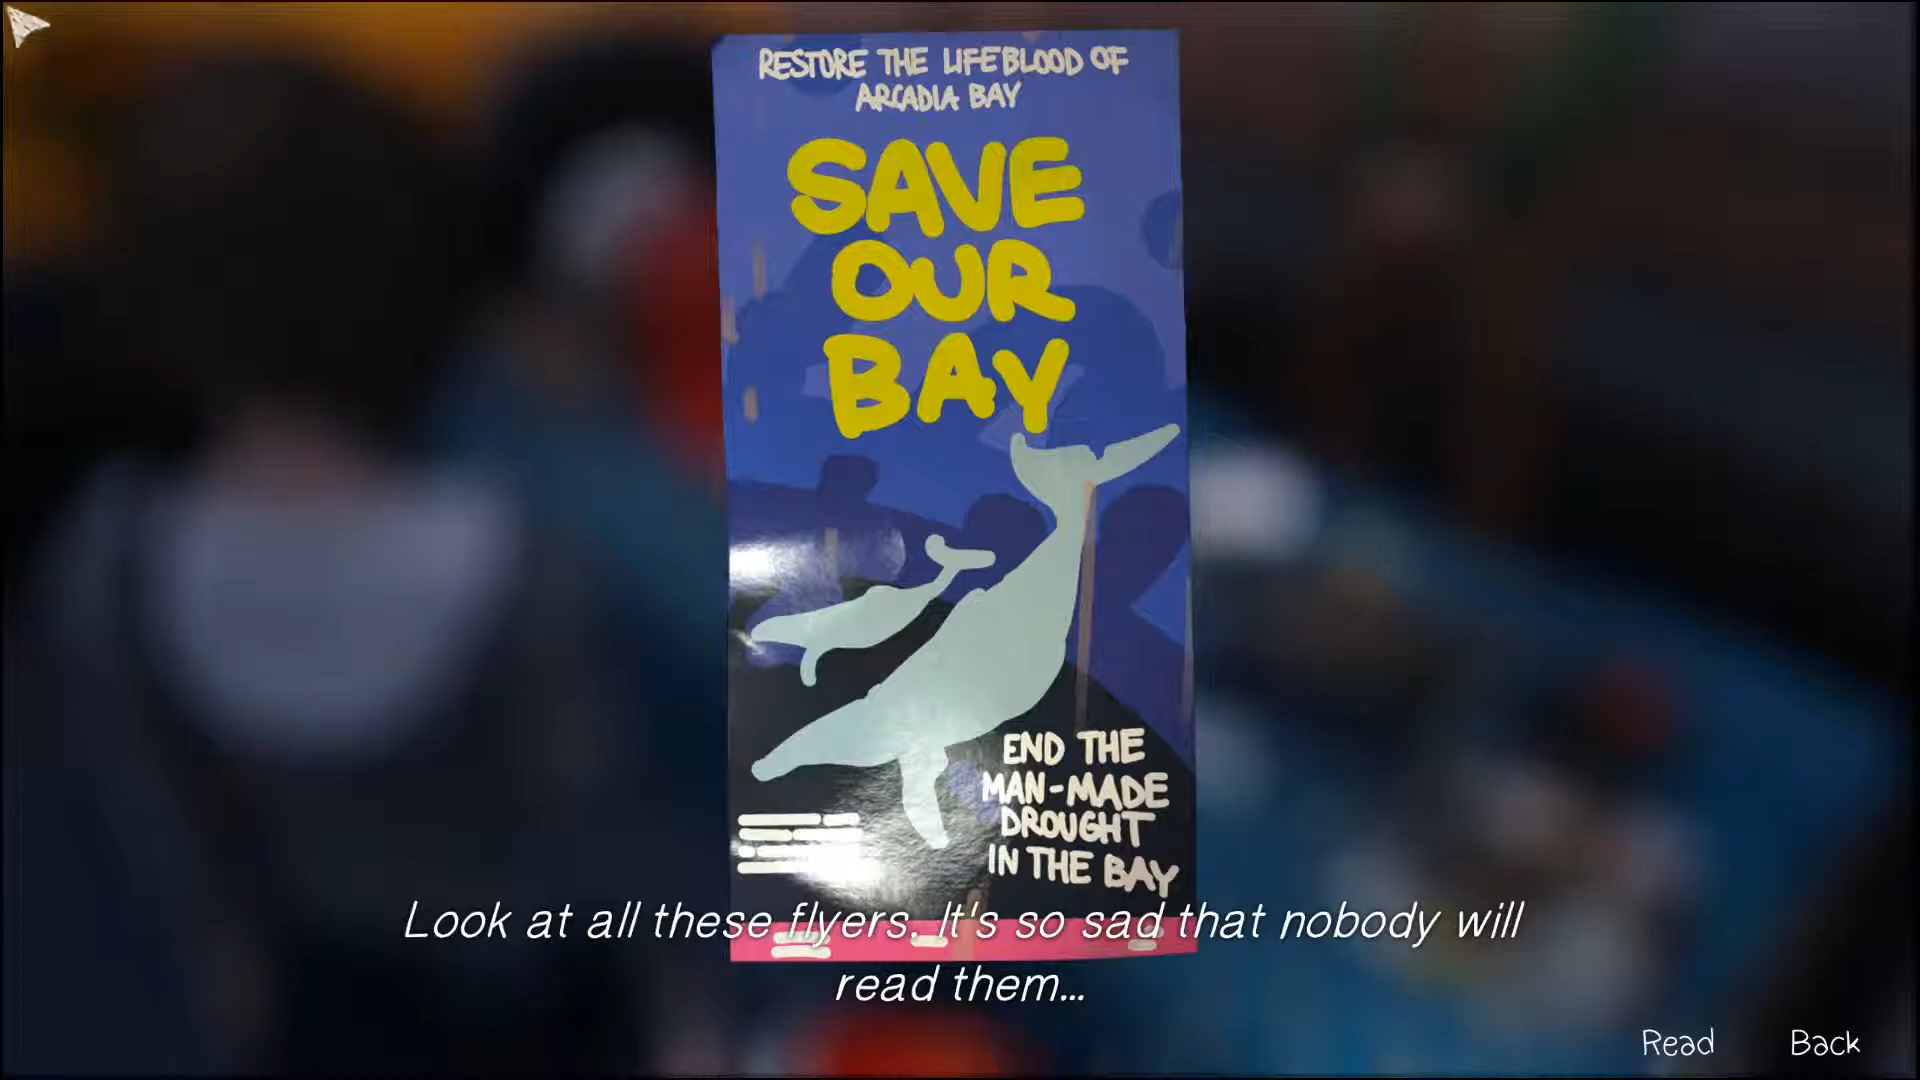 RESTORE THE LIFEBLOOD OF
ARCADIA BAY
SAVE
OUR
BAY
END THE
MAN-MADE
DROUGHT
IN THE BAY
Look at all these flyers. It's so sad that nobody will
read them...
Read Back